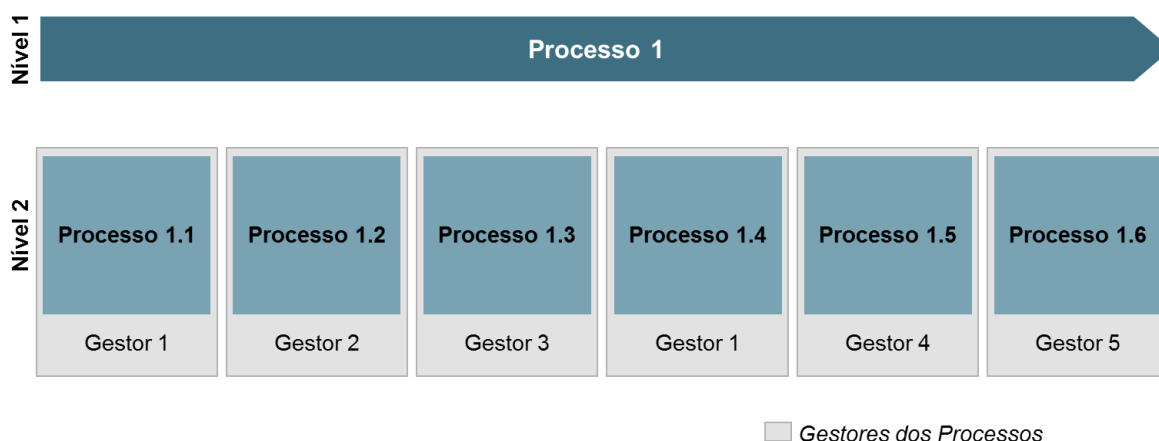 Nível 1
Processo 1
Nível 2
Processo 1.1
Processo 1.2
Processo 1.3
Processo 1.4
Processo 1.5
Processo 1.6
Gestor 1
Gestor 2
Gestor 3
Gestor 1
Gestor 4
Gestor 5
Gestores dos Processos